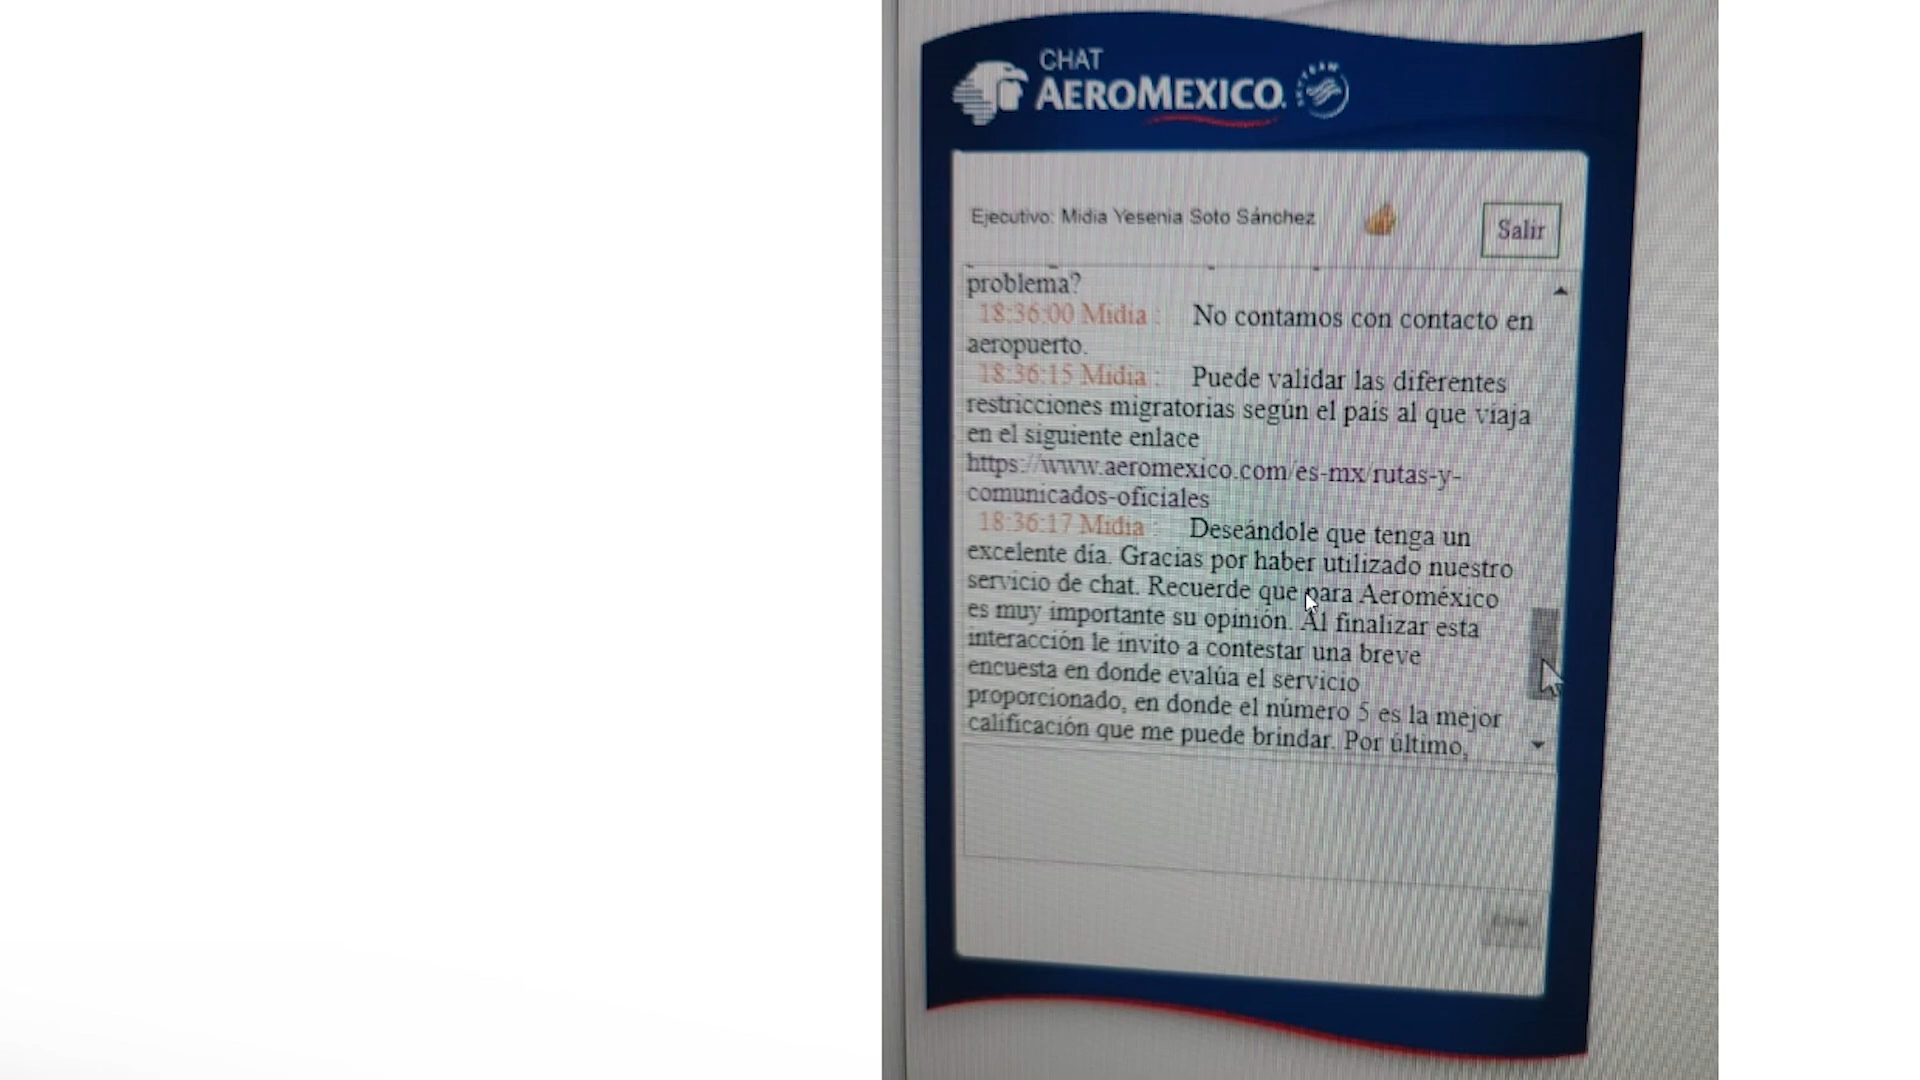 CHAT
AEROMEXICO.
SKYTEAM
Ejecutivo: Midia Yesenia Soto Sánchez
Salir
problema?
18:36:00 Midia : No contamos con contacto en
aeropuerto.
18:36:15 Midia : Puede validar las diferentes
restricciones migratorias según el país al que viaja
en el siguiente enlace
https://www.aeromexico.com/es-mx/rutas-y-
comunicados-oficiales
18:36:17 Midia : Deseándole que tenga un
excelente día. Gracias por haber utilizado nuestro
servicio de chat. Recuerde que para Aeroméxico
es muy importante su opinión. Al finalizar esta
interacción le invito a contestar una breve
encuesta en donde evalúa el servicio
proporcionado, en donde el número 5 es la mejor
calificación que me puede brindar. Por último,